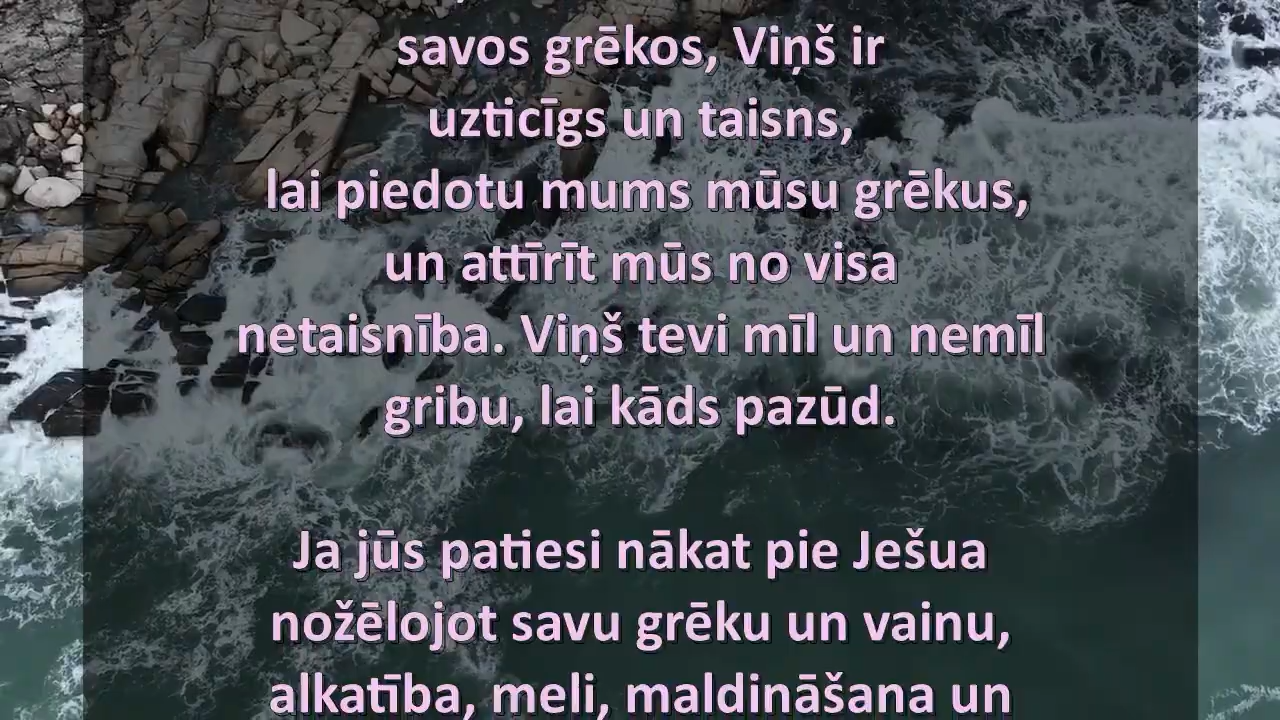 savos grēkos, Viņš ir
uzticīgs un taisns,
lai piedotu mums mūsu grēkus,
un attīrīt mūs no visa
netaisnība. Viņš tevi mīl un nemīl
gribu, lai kāds pazūd.
Ja jūs patiesi nākat pie Ješua
nožēlojot savu grēku un vainu,
alkatība, meli, maldināšana un